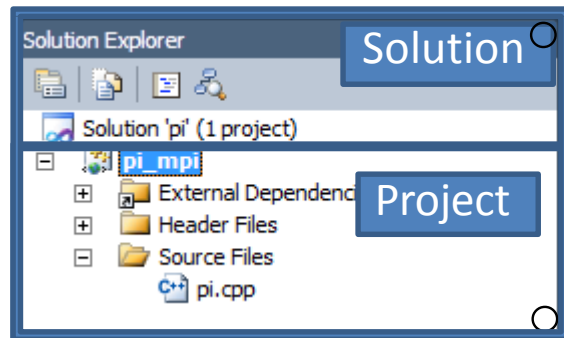 Solution Explorer
Solution
Solution 'pi' (1 project)
pi_mpi
External Dependenci
Project
Header Files
Source Files
pi.cpp